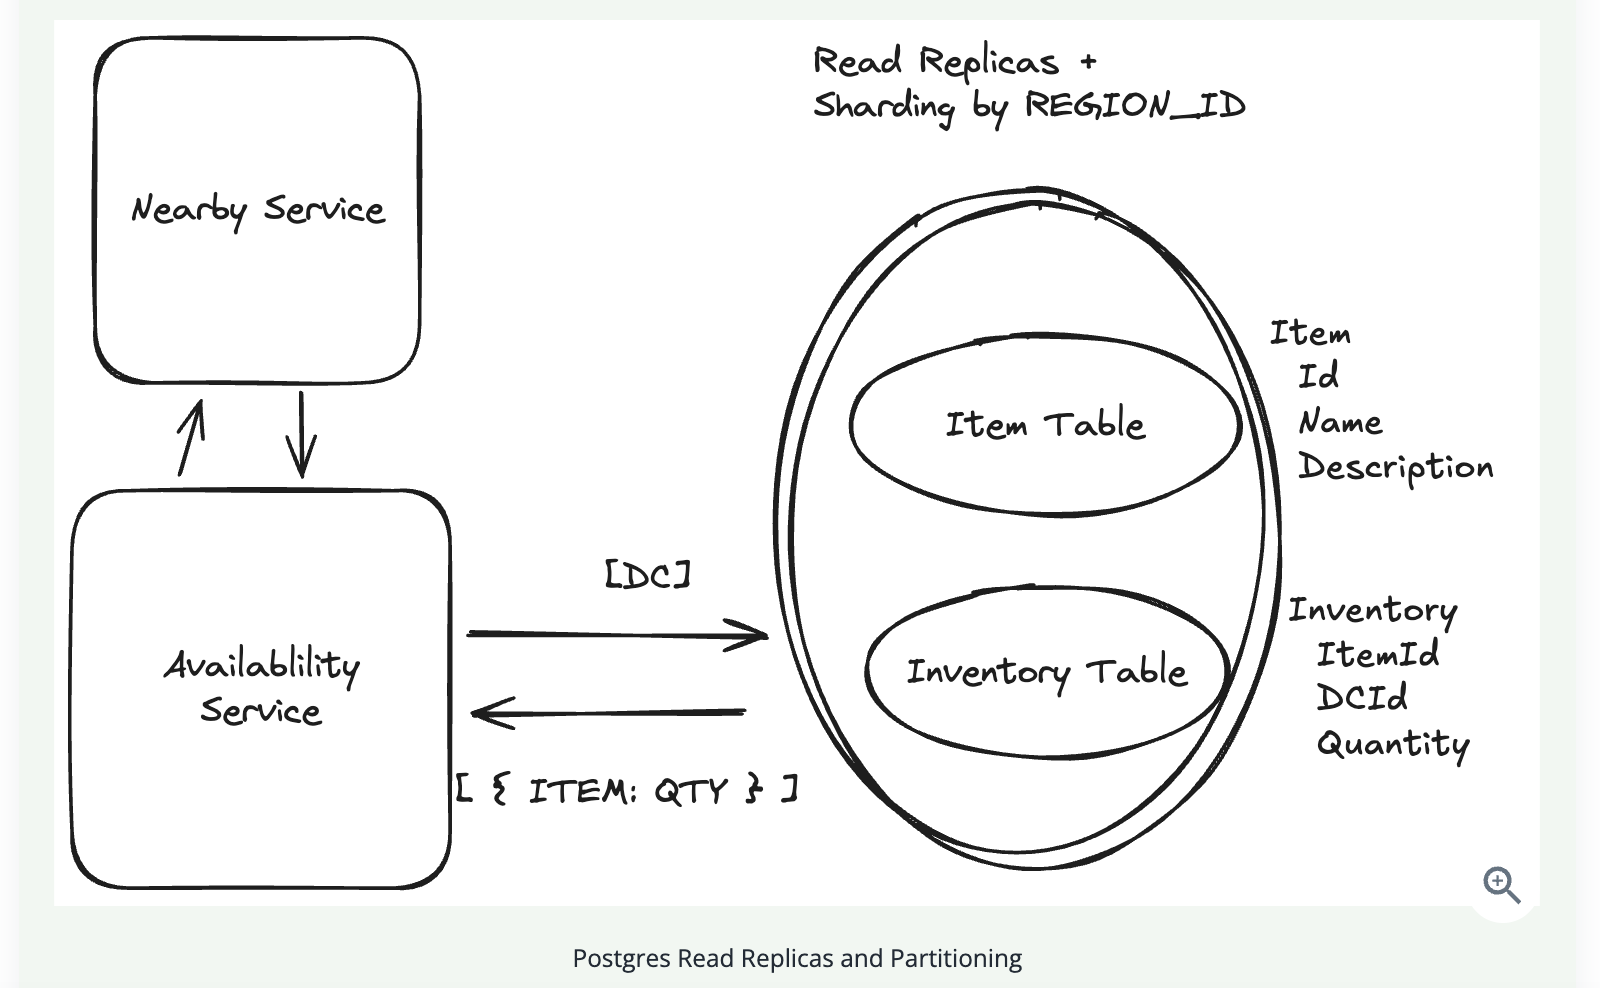 Read Replicas +
Sharding by REGION_ID
Nearby Service
Item
Id
Name
Description
Item Table
[DC]
Inventory
ItemId
DCId
Quantity
Inventory Table
Availablility
Service
[ { ITEM: QTY } ]
Postgres Read Replicas and Partitioning